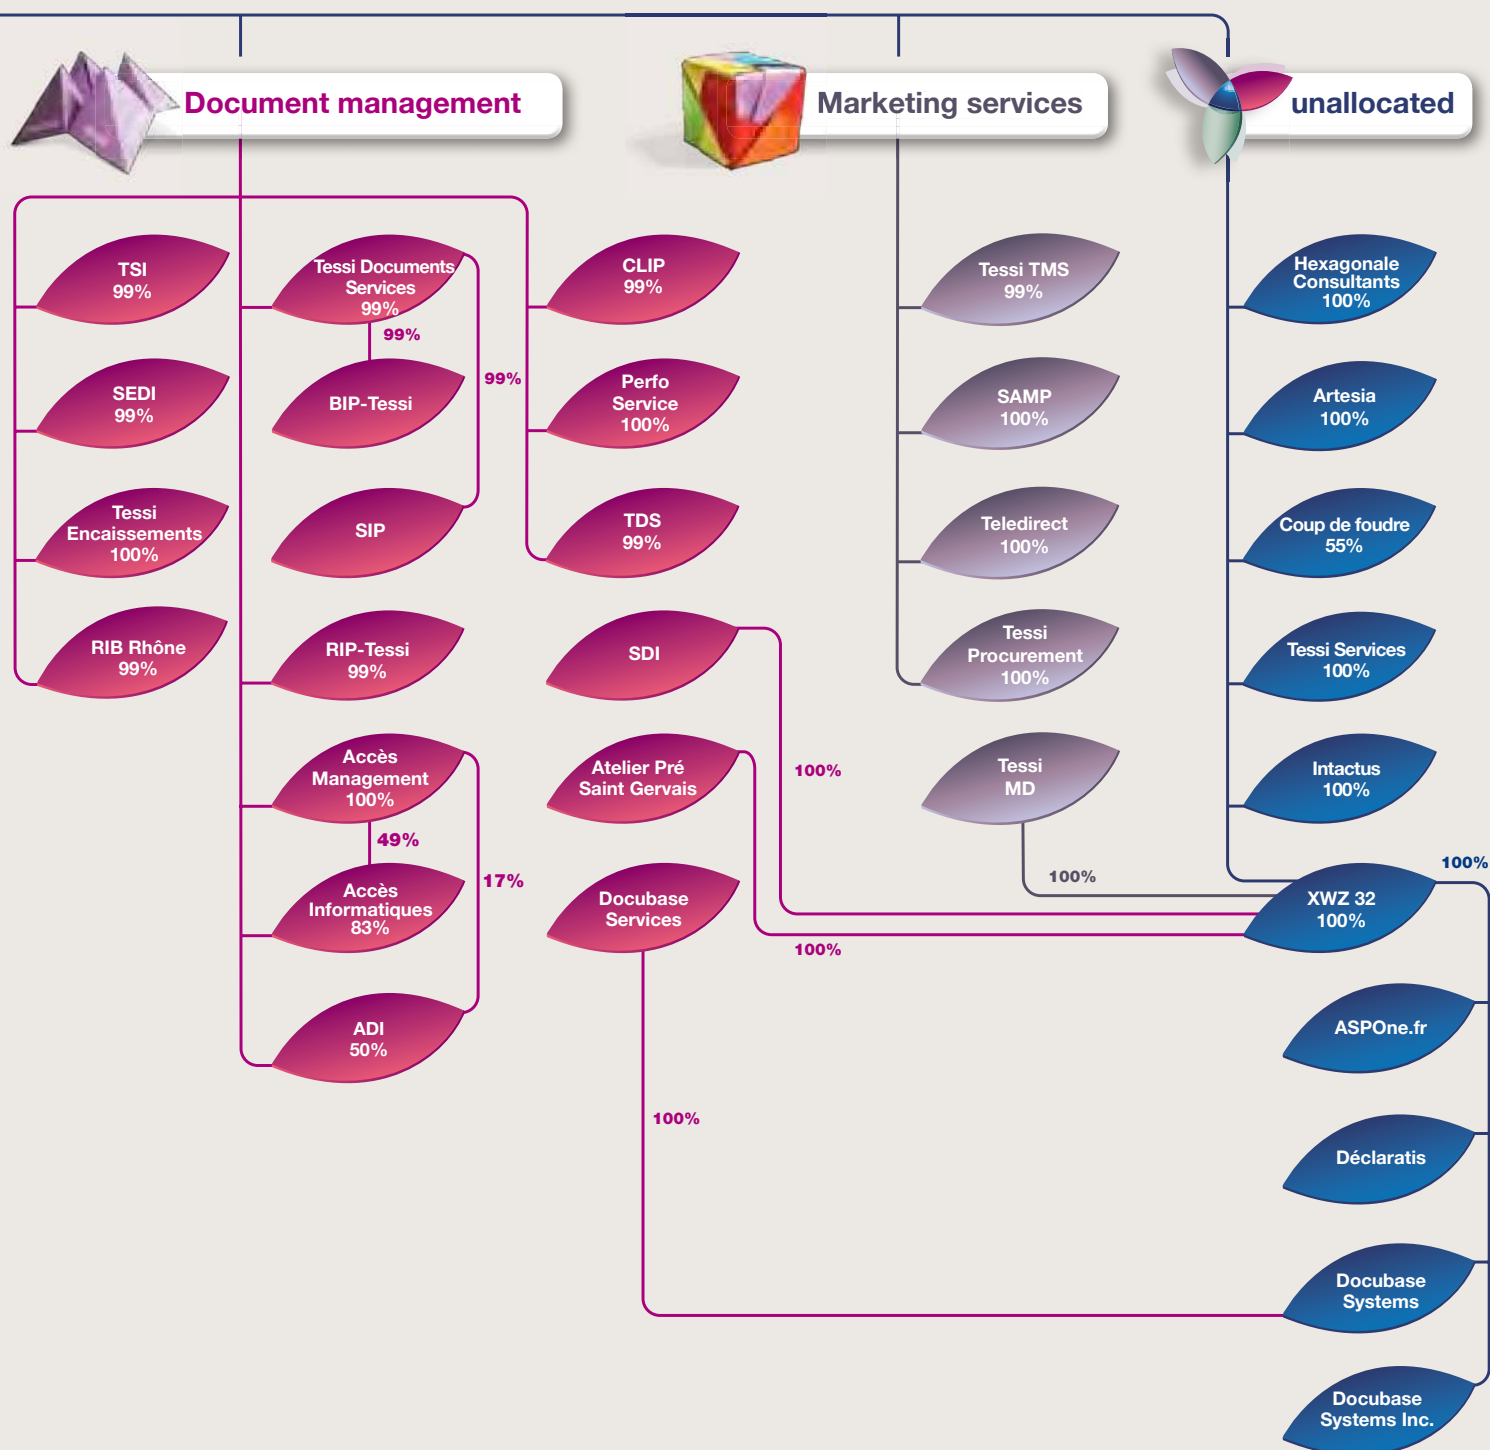 Document management
Marketing services
unallocated
TSI
99%
SEDI
99%
Tessi
Encaissements
100%
RIB Rhône
99%
Tessi Documents
Services
99%
99%
BIP-Tessi
99%
SIP
RIP-Tessi
99%
Accès
Management
100%
49%
17%
Accès
Informatiques
83%
ADI
50%
CLIP
99%
Perfo
Service
100%
TDS
99%
SDI
100%
Atelier Pré
Saint Gervais
100%
Docubase
Services
100%
Tessi TMS
99%
SAMP
100%
Teledirect
100%
Tessi
Procurement
100%
Tessi
MD
100%
Hexagonale
Consultants
100%
Artesia
100%
Coup de foudre
55%
Tessi Services
100%
Intactus
100%
100%
XWZ 32
100%
ASPOne.fr
Déclaratis
Docubase
Systems
Docubase
Systems Inc.